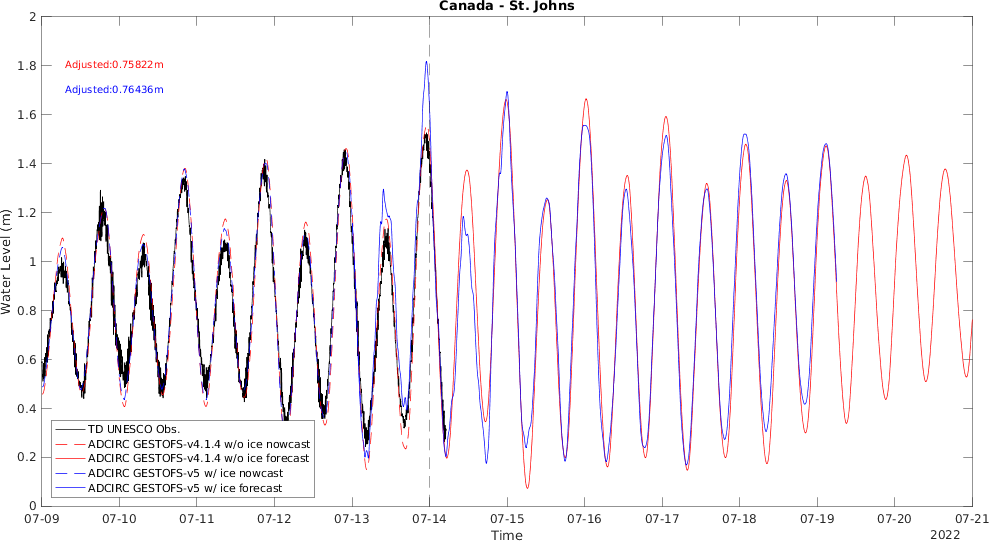 Canada - St. Johns
2
1.8
1.6
1.4
1.2
1
0.8
0.6
0.4
0.2
0
Water Level (m)
Adjusted:0.75822m
Adjusted:0.76436m
TD UNESCO Obs.
ADCIRC GESTOFS-v4.1.4 w/o ice nowcast
ADCIRC GESTOFS-v4.1.4 w/o ice forecast
ADCIRC GESTOFS-v5 w/ ice nowcast
ADCIRC GESTOFS-v5 w/ ice forecast
07-09 07-10 07-11 07-12 07-13 07-14 07-15 07-16 07-17 07-18 07-19 07-20 07-21
Time
2022